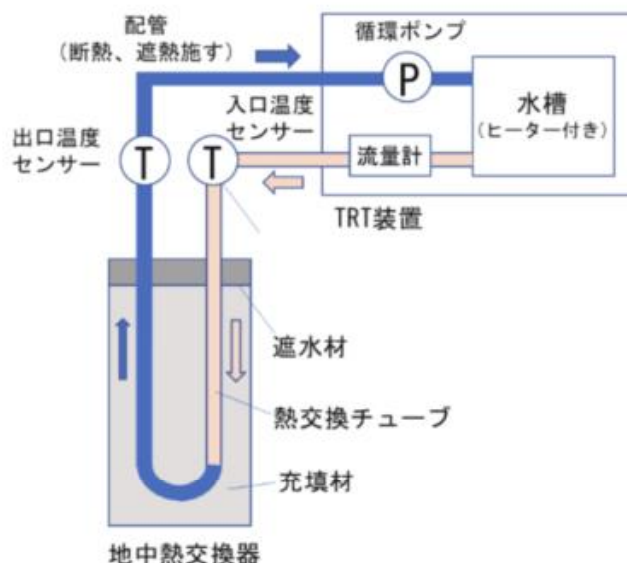 配管
（断熱、遮熱施す）
循環ポンプ
P
水槽
（ヒーター付き）
入口温度
センサー
出口温度
センサー
T
T
流量計
TRT装置
遮水材
熱交換チューブ
充填材
地中熱交換器